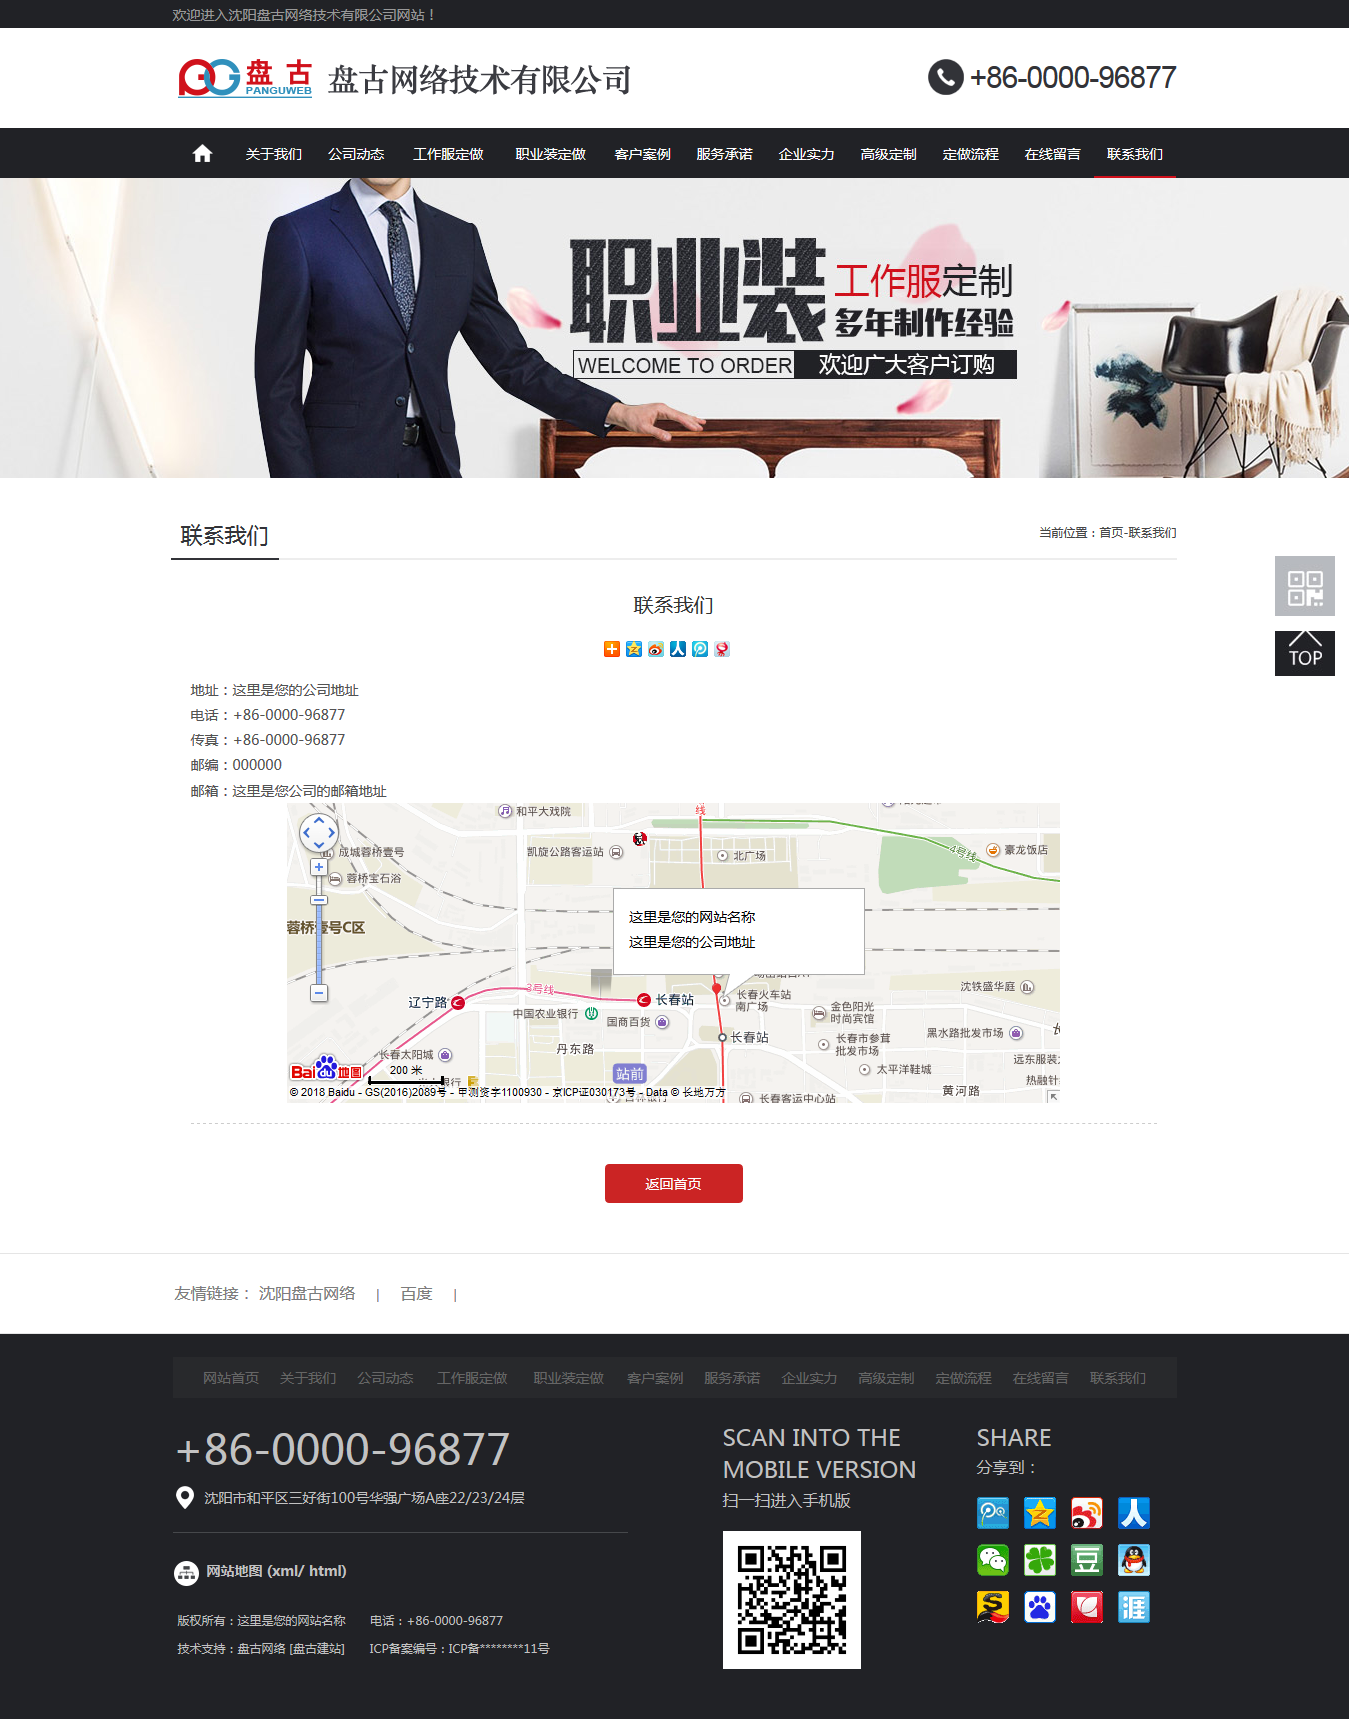 欢迎进入沈阳盘古网络技术有限公司网站！
盘古
PANGUWEB
盘古网络技术有限公司
+86-0000-96877
关于我们 公司动态 工作服定做 职业装定做 客户案例 服务承诺 企业实力 高级定制 定做流程 在线留言 联系我们
职业装
工作服定制
多年制作经验
WELCOME TO ORDER 欢迎广大客户订购
联系我们
当前位置：首页-联系我们
TOP
联系我们
地址：这里是您的公司地址
电话：+86-0000-96877
传真：+86-0000-96877
邮编：000000
邮箱：这里是您公司的邮箱地址
和平大戏院
线
成城蓉桥壹号
凯旋公路客运站
北广场
4号线
豪龙饭店
蓉桥宝石浴
蓉桥壹号C区
这里是您的网站名称
这里是您的公司地址
辽宁路
3号线
长春站
长春火车站
南广场
沈铁盛华庭
中国农业银行
国商百货
金色阳光
时尚宾馆
长春站
黑水路批发市场
长春太阳城
丹东路
长春市参茸
批发市场
远东服装
Bai du 地图
200 米
站前
太平洋鞋城
热融针
黄河路
© 2018 Baidu - GS(2016)2089号 - 甲测资字1100930 - 京ICP证030173号 - Data © 长地万方
长春客运中心站
返回首页
友情链接： 沈阳盘古网络 | 百度 |
网站首页 关于我们 公司动态 工作服定做 职业装定做 客户案例 服务承诺 企业实力 高级定制 定做流程 在线留言 联系我们
+86-0000-96877
沈阳市和平区三好街100号华强广场A座22/23/24层
网站地图 (xml/ html)
版权所有：这里是您的网站名称 电话：+86-0000-96877
技术支持：盘古网络 [盘古建站] ICP备案编号：ICP备********11号
SCAN INTO THE
MOBILE VERSION
扫一扫进入手机版
SHARE
分享到：
豆
涯